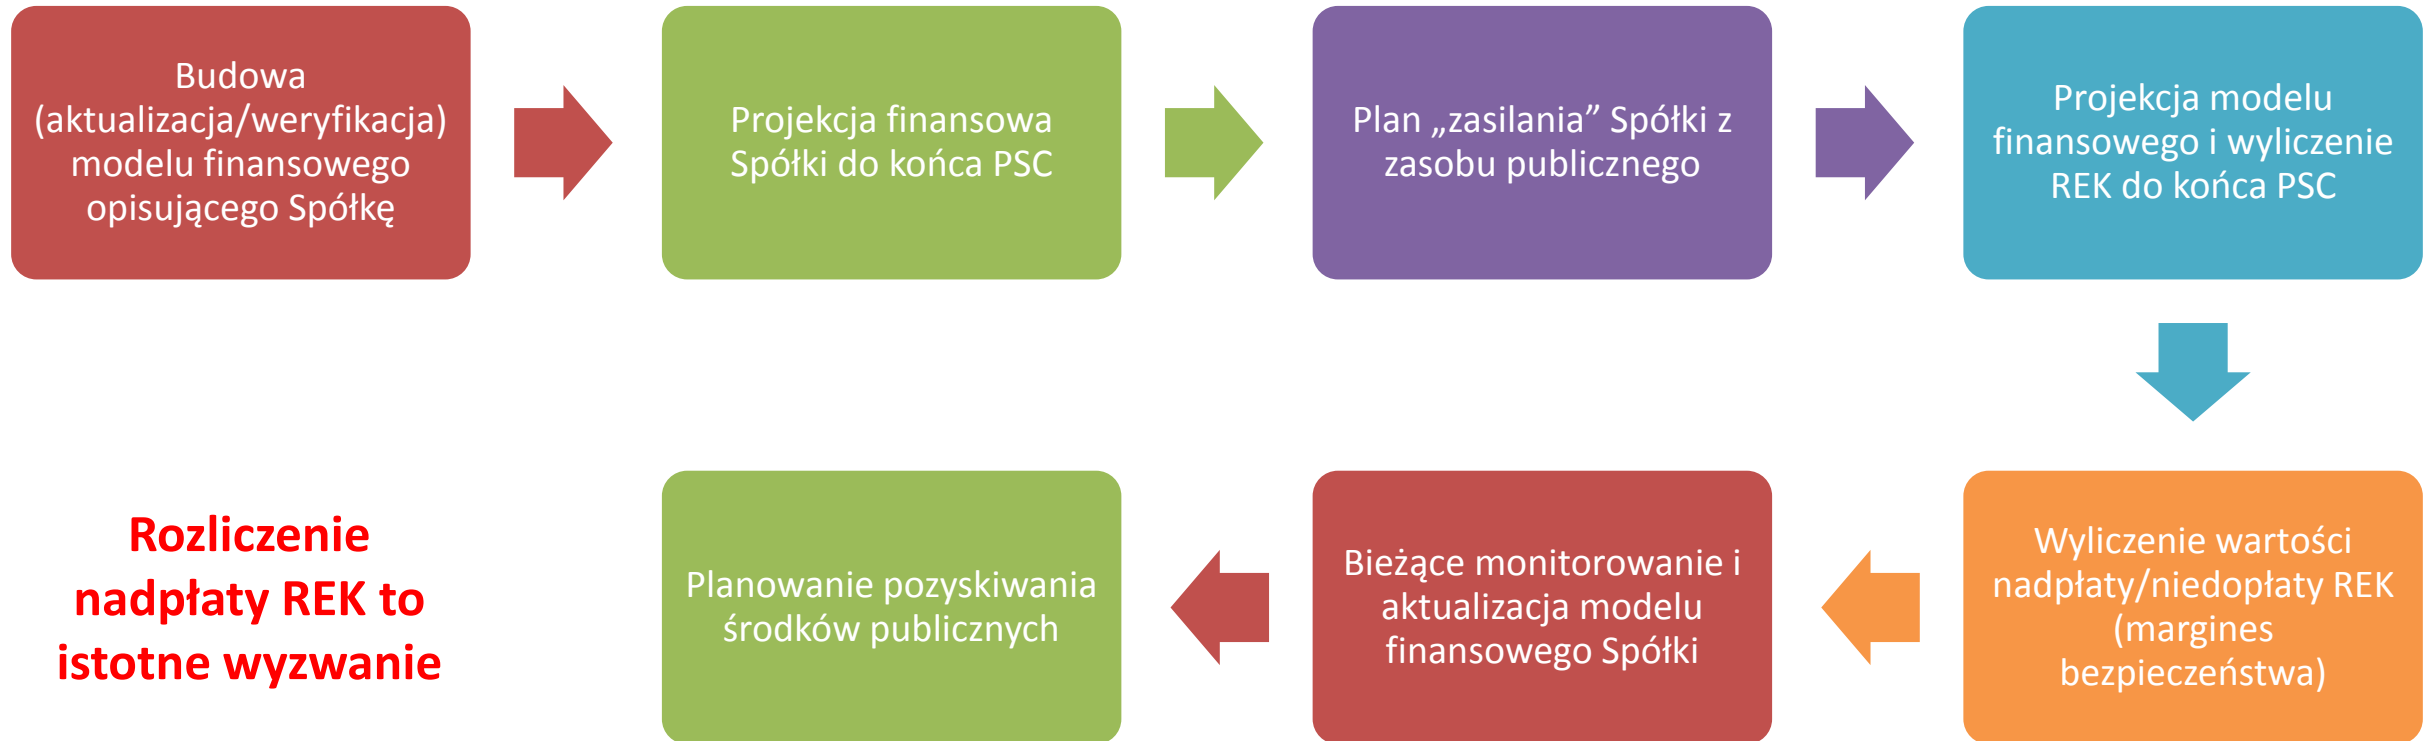 Budowa
(aktualizacja/weryfikacja)
modelu finansowego
opisującego Spółkę
Projekcja finansowa
Spółki do końca PSC
Plan „zasilania” Spółki z
zasobu publicznego
Projekcja modelu
finansowego i wyliczenie
REK do końca PSC
Wyliczenie wartości
nadpłaty/niedopłaty REK
(margines
bezpieczeństwa)
Bieżące monitorowanie i
aktualizacja modelu
finansowego Spółki
Planowanie pozyskiwania
środków publicznych
Rozliczenie
nadpłaty REK to
istotne wyzwanie